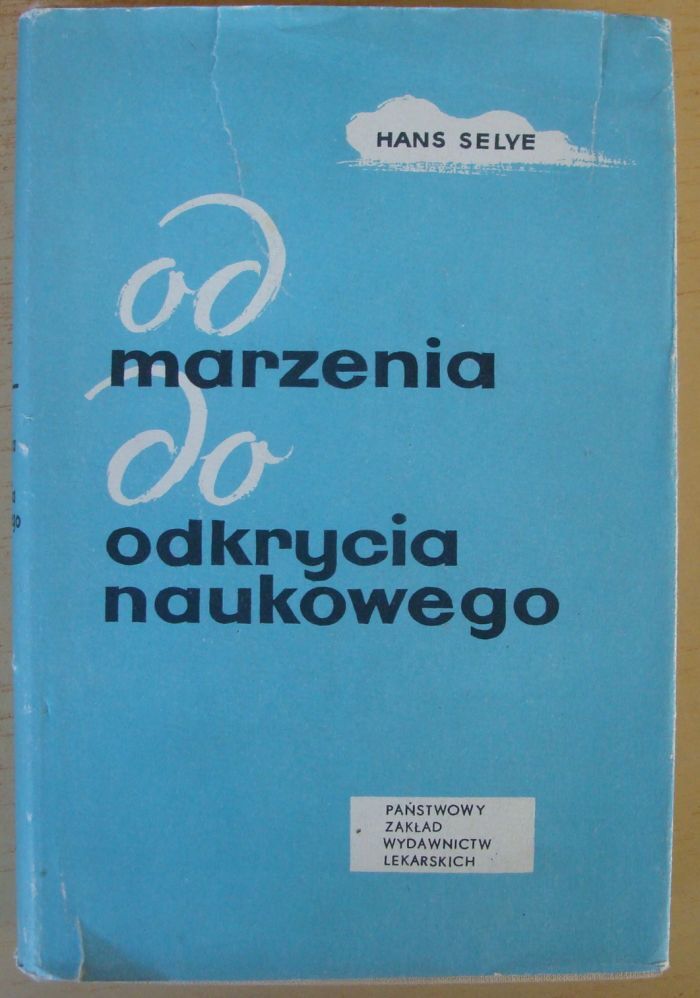 HANS SELYE
od
marzenia
do
odkrycia
naukowego
PAŃSTWOWY
ZAKŁAD
WYDAWNICTW
LEKARSKICH